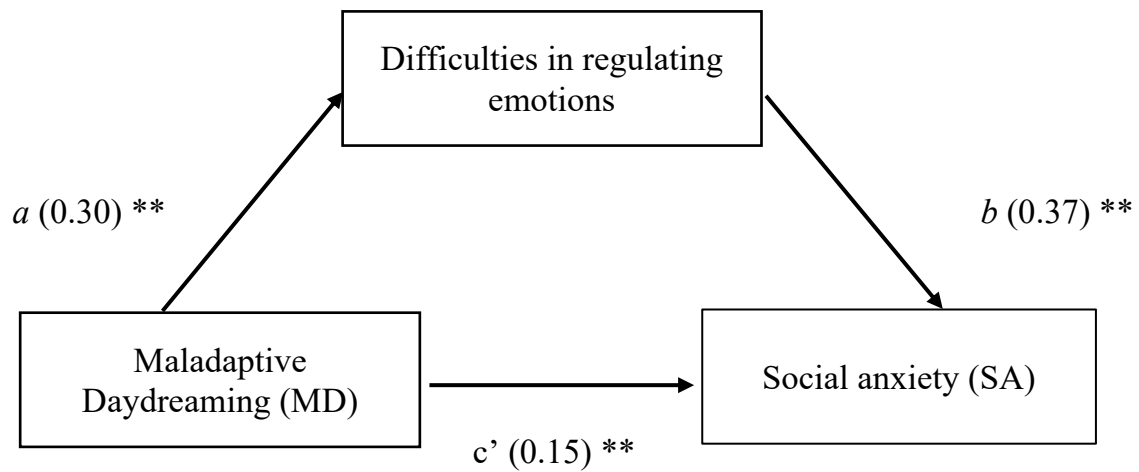 Difficulties in regulating
emotions
a (0.30) **
b (0.37) **
Maladaptive
Daydreaming (MD)
Social anxiety (SA)
c’ (0.15) **